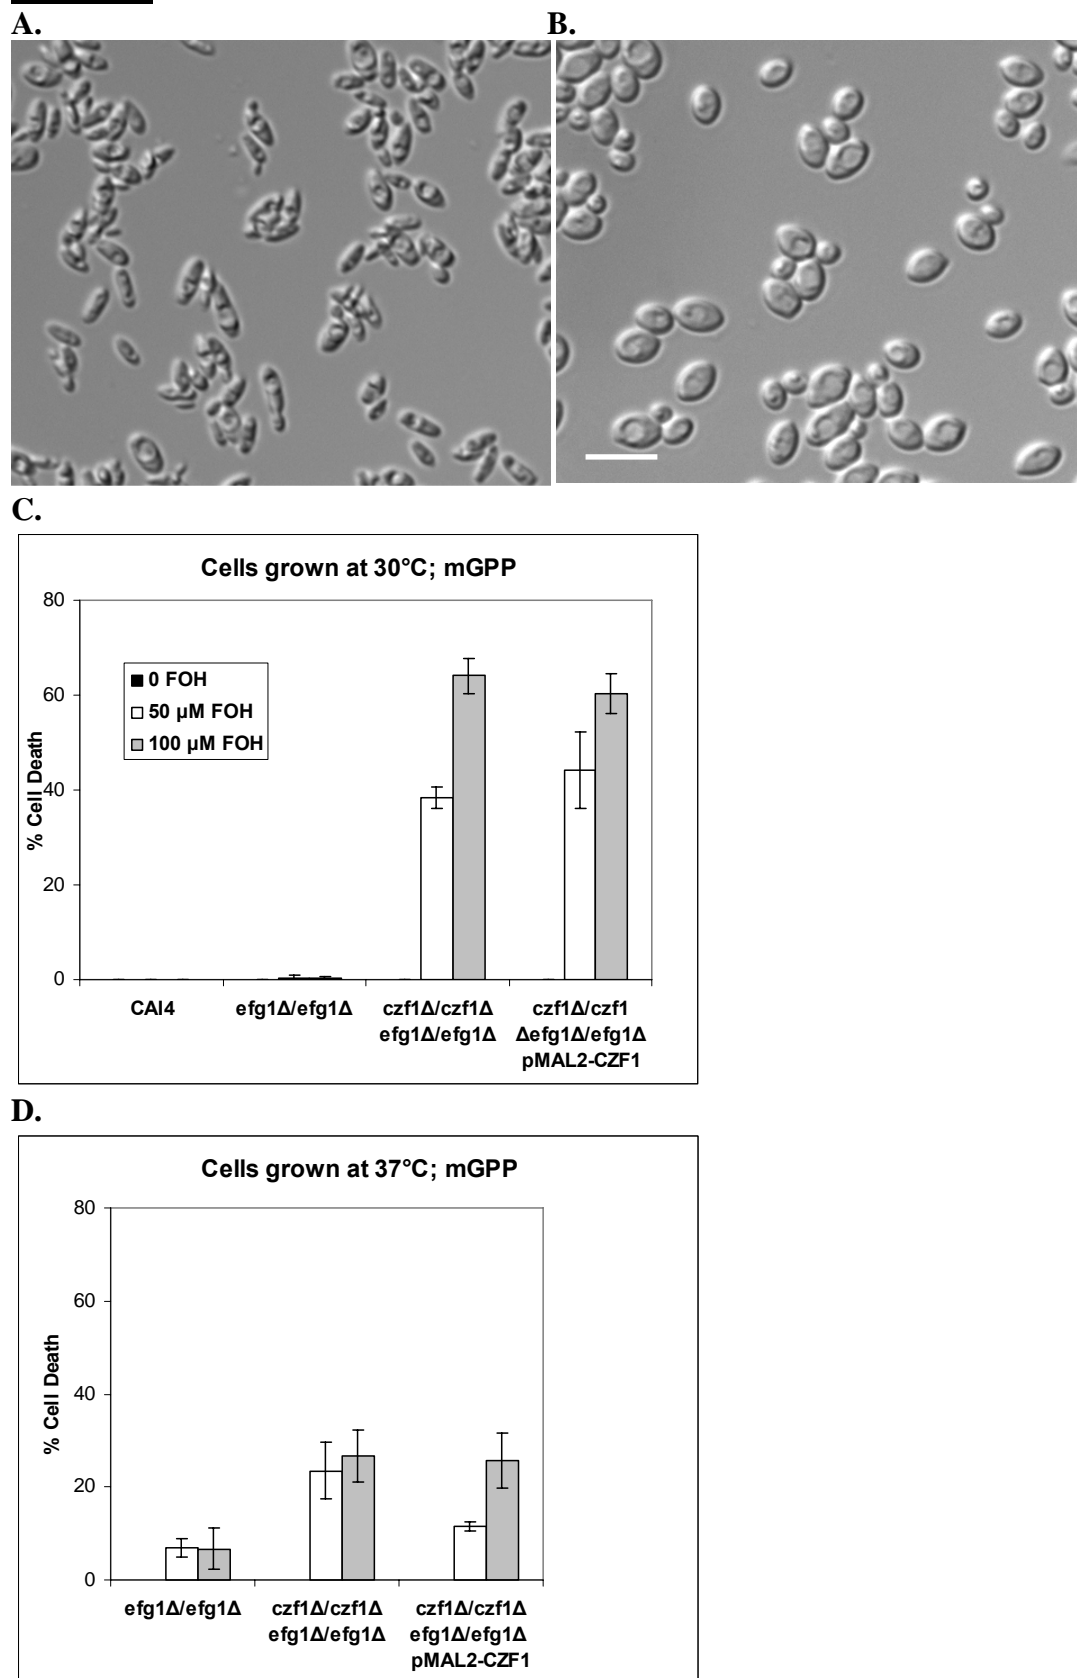 A.
B.
C.
Cells grown at 30°C; mGPP
80
60
40
20
0
% Cell Death
0 FOH
50 µM FOH
100 µM FOH
CAI4
efg1Δ/efg1Δ
czf1Δ/czf1Δ
efg1Δ/efg1Δ
czf1Δ/czf1
Δefg1Δ/efg1Δ
pMAL2-CZF1
D.
Cells grown at 37°C; mGPP
80
60
40
20
0
% Cell Death
efg1Δ/efg1Δ
czf1Δ/czf1Δ
efg1Δ/efg1Δ
czf1Δ/czf1Δ
efg1Δ/efg1Δ
pMAL2-CZF1